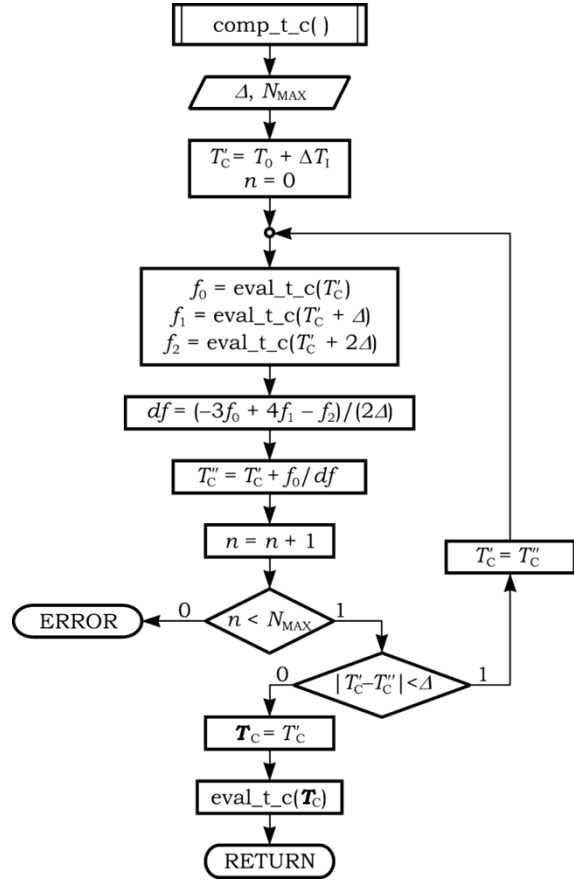 comp_t_c( )
Δ, N_MAX
T'_C = T_0 + ΔT_I
n = 0
f_0 = eval_t_c(T'_C)
f_1 = eval_t_c(T'_C + Δ)
f_2 = eval_t_c(T'_C + 2Δ)
df = (−3f_0 + 4f_1 − f_2)/(2Δ)
T''_C = T'_C + f_0/df
n = n + 1
T'_C = T''_C
ERROR
0
n < N_MAX
1
0
|T'_C−T''_C|<Δ
1
T_C = T'_C
eval_t_c(T_C)
RETURN